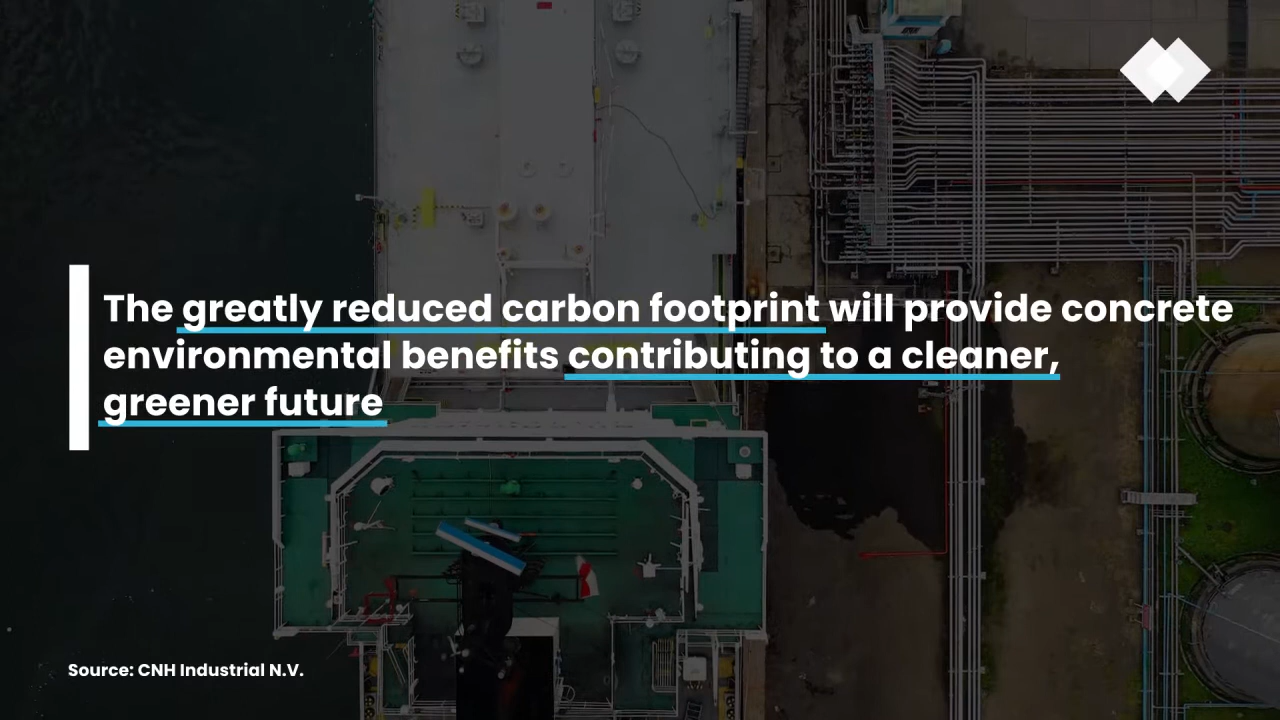 The greatly reduced carbon footprint will provide concrete
environmental benefits contributing to a cleaner,
greener future
Source: CNH Industrial N.V.